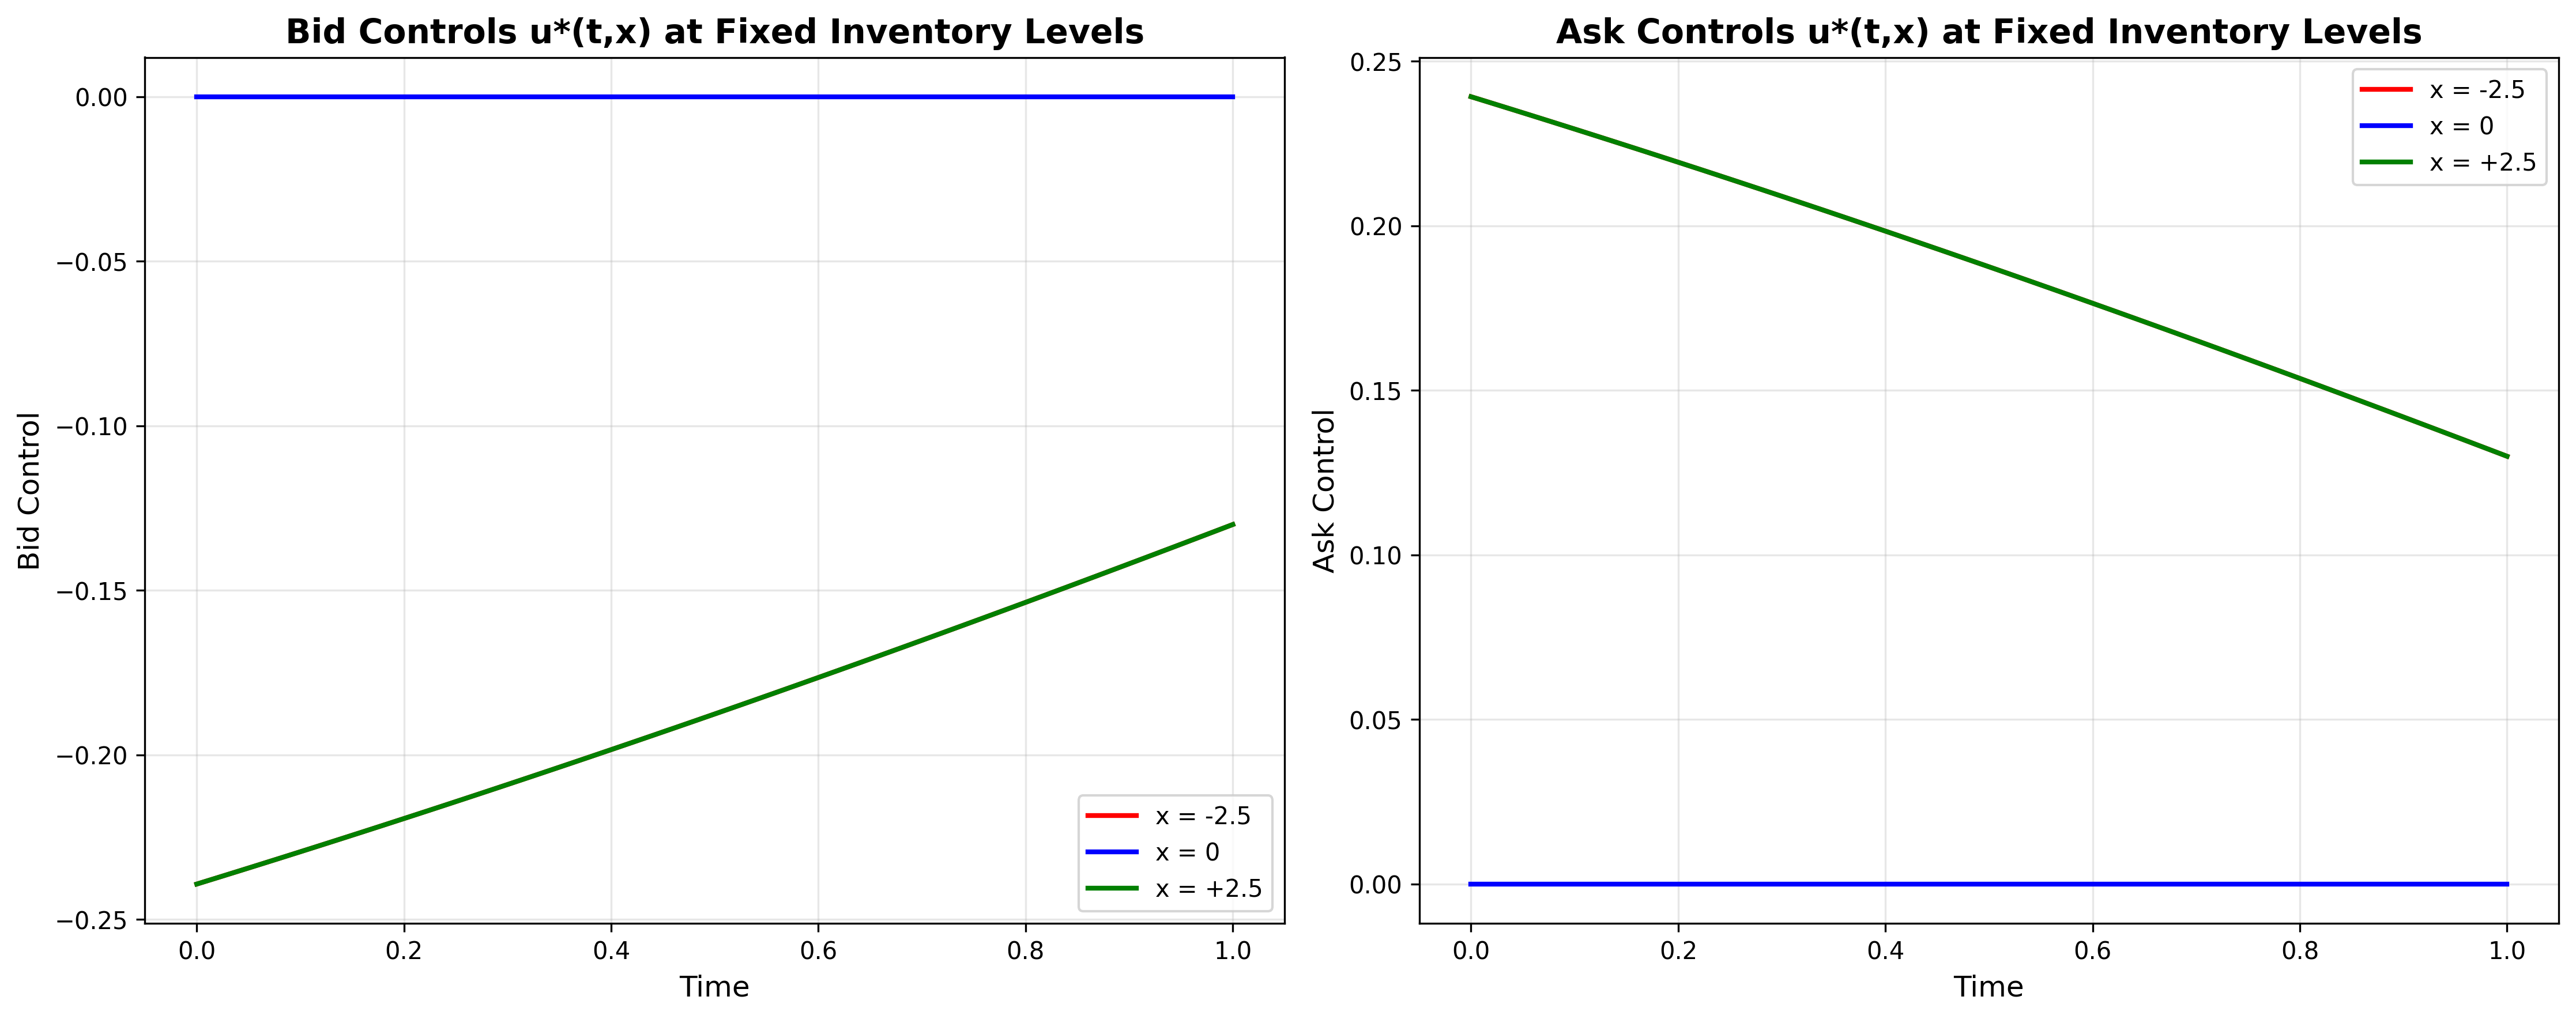 Bid Controls u*(t,x) at Fixed Inventory Levels
0.00
−0.05
−0.10
−0.15
−0.20
−0.25
Bid Control
0.0 0.2 0.4 0.6 0.8 1.0
Time
x = -2.5
x = 0
x = +2.5
Ask Controls u*(t,x) at Fixed Inventory Levels
0.25
0.20
0.15
0.10
0.05
0.00
Ask Control
0.0 0.2 0.4 0.6 0.8 1.0
Time
x = -2.5
x = 0
x = +2.5